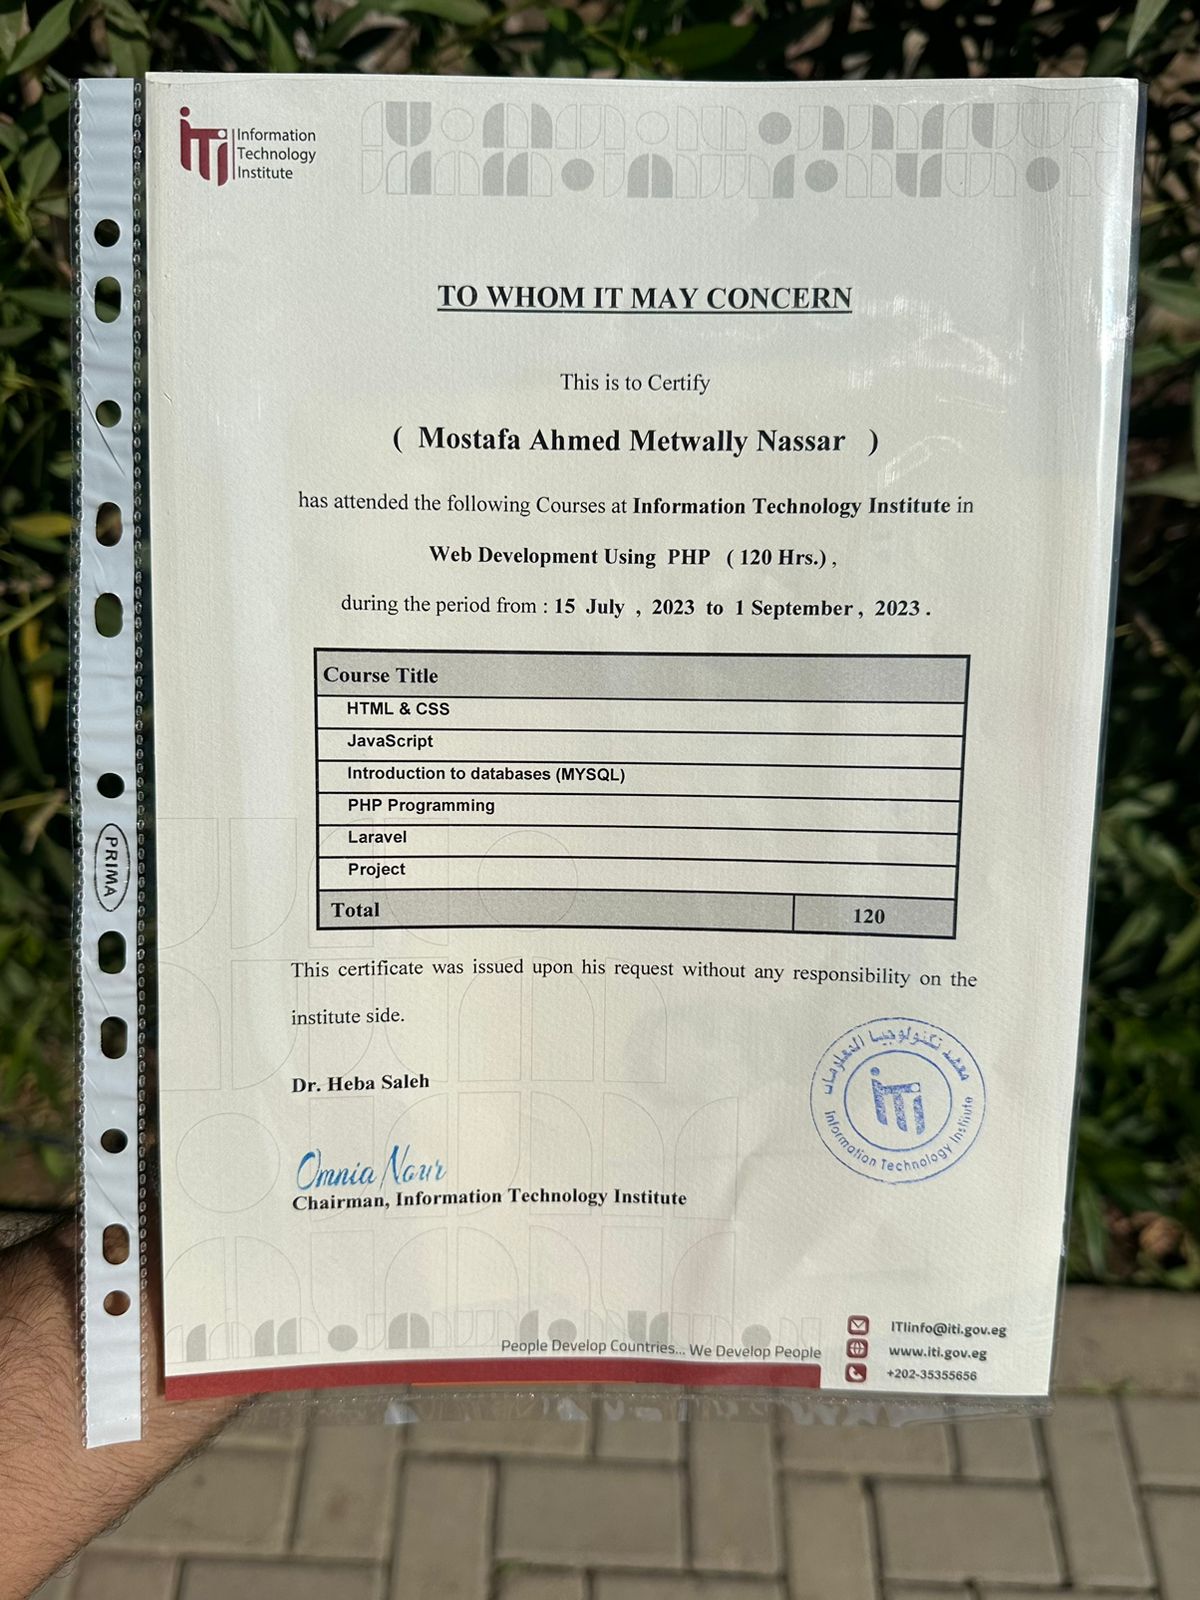 iTi
Information
Technology
Institute
TO WHOM IT MAY CONCERN
This is to Certify
( Mostafa Ahmed Metwally Nassar )
has attended the following Courses at Information Technology Institute in
Web Development Using PHP ( 120 Hrs.) ,
during the period from : 15 July , 2023 to 1 September , 2023 .
Course Title
HTML & CSS
JavaScript
Introduction to databases (MYSQL)
PHP Programming
Laravel
Project
Total 120
PRIMA
This certificate was issued upon his request without any responsibility on the
institute side.
Dr. Heba Saleh
Omnia Nour
Chairman, Information Technology Institute
معهد تكنولوجيا المعلومات
iTi
Information Technology Institute
People Develop Countries... We Develop People
ITIinfo@iti.gov.eg
www.iti.gov.eg
+202-35355656